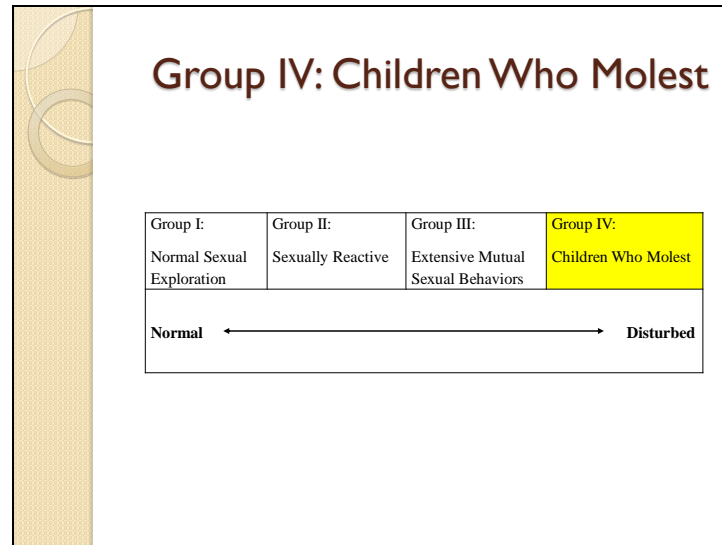 Group IV: Children Who Molest
Group I:
Normal Sexual
Exploration
Group II:
Sexually Reactive
Group III:
Extensive Mutual
Sexual Behaviors
Group IV:
Children Who Molest
Normal
Disturbed